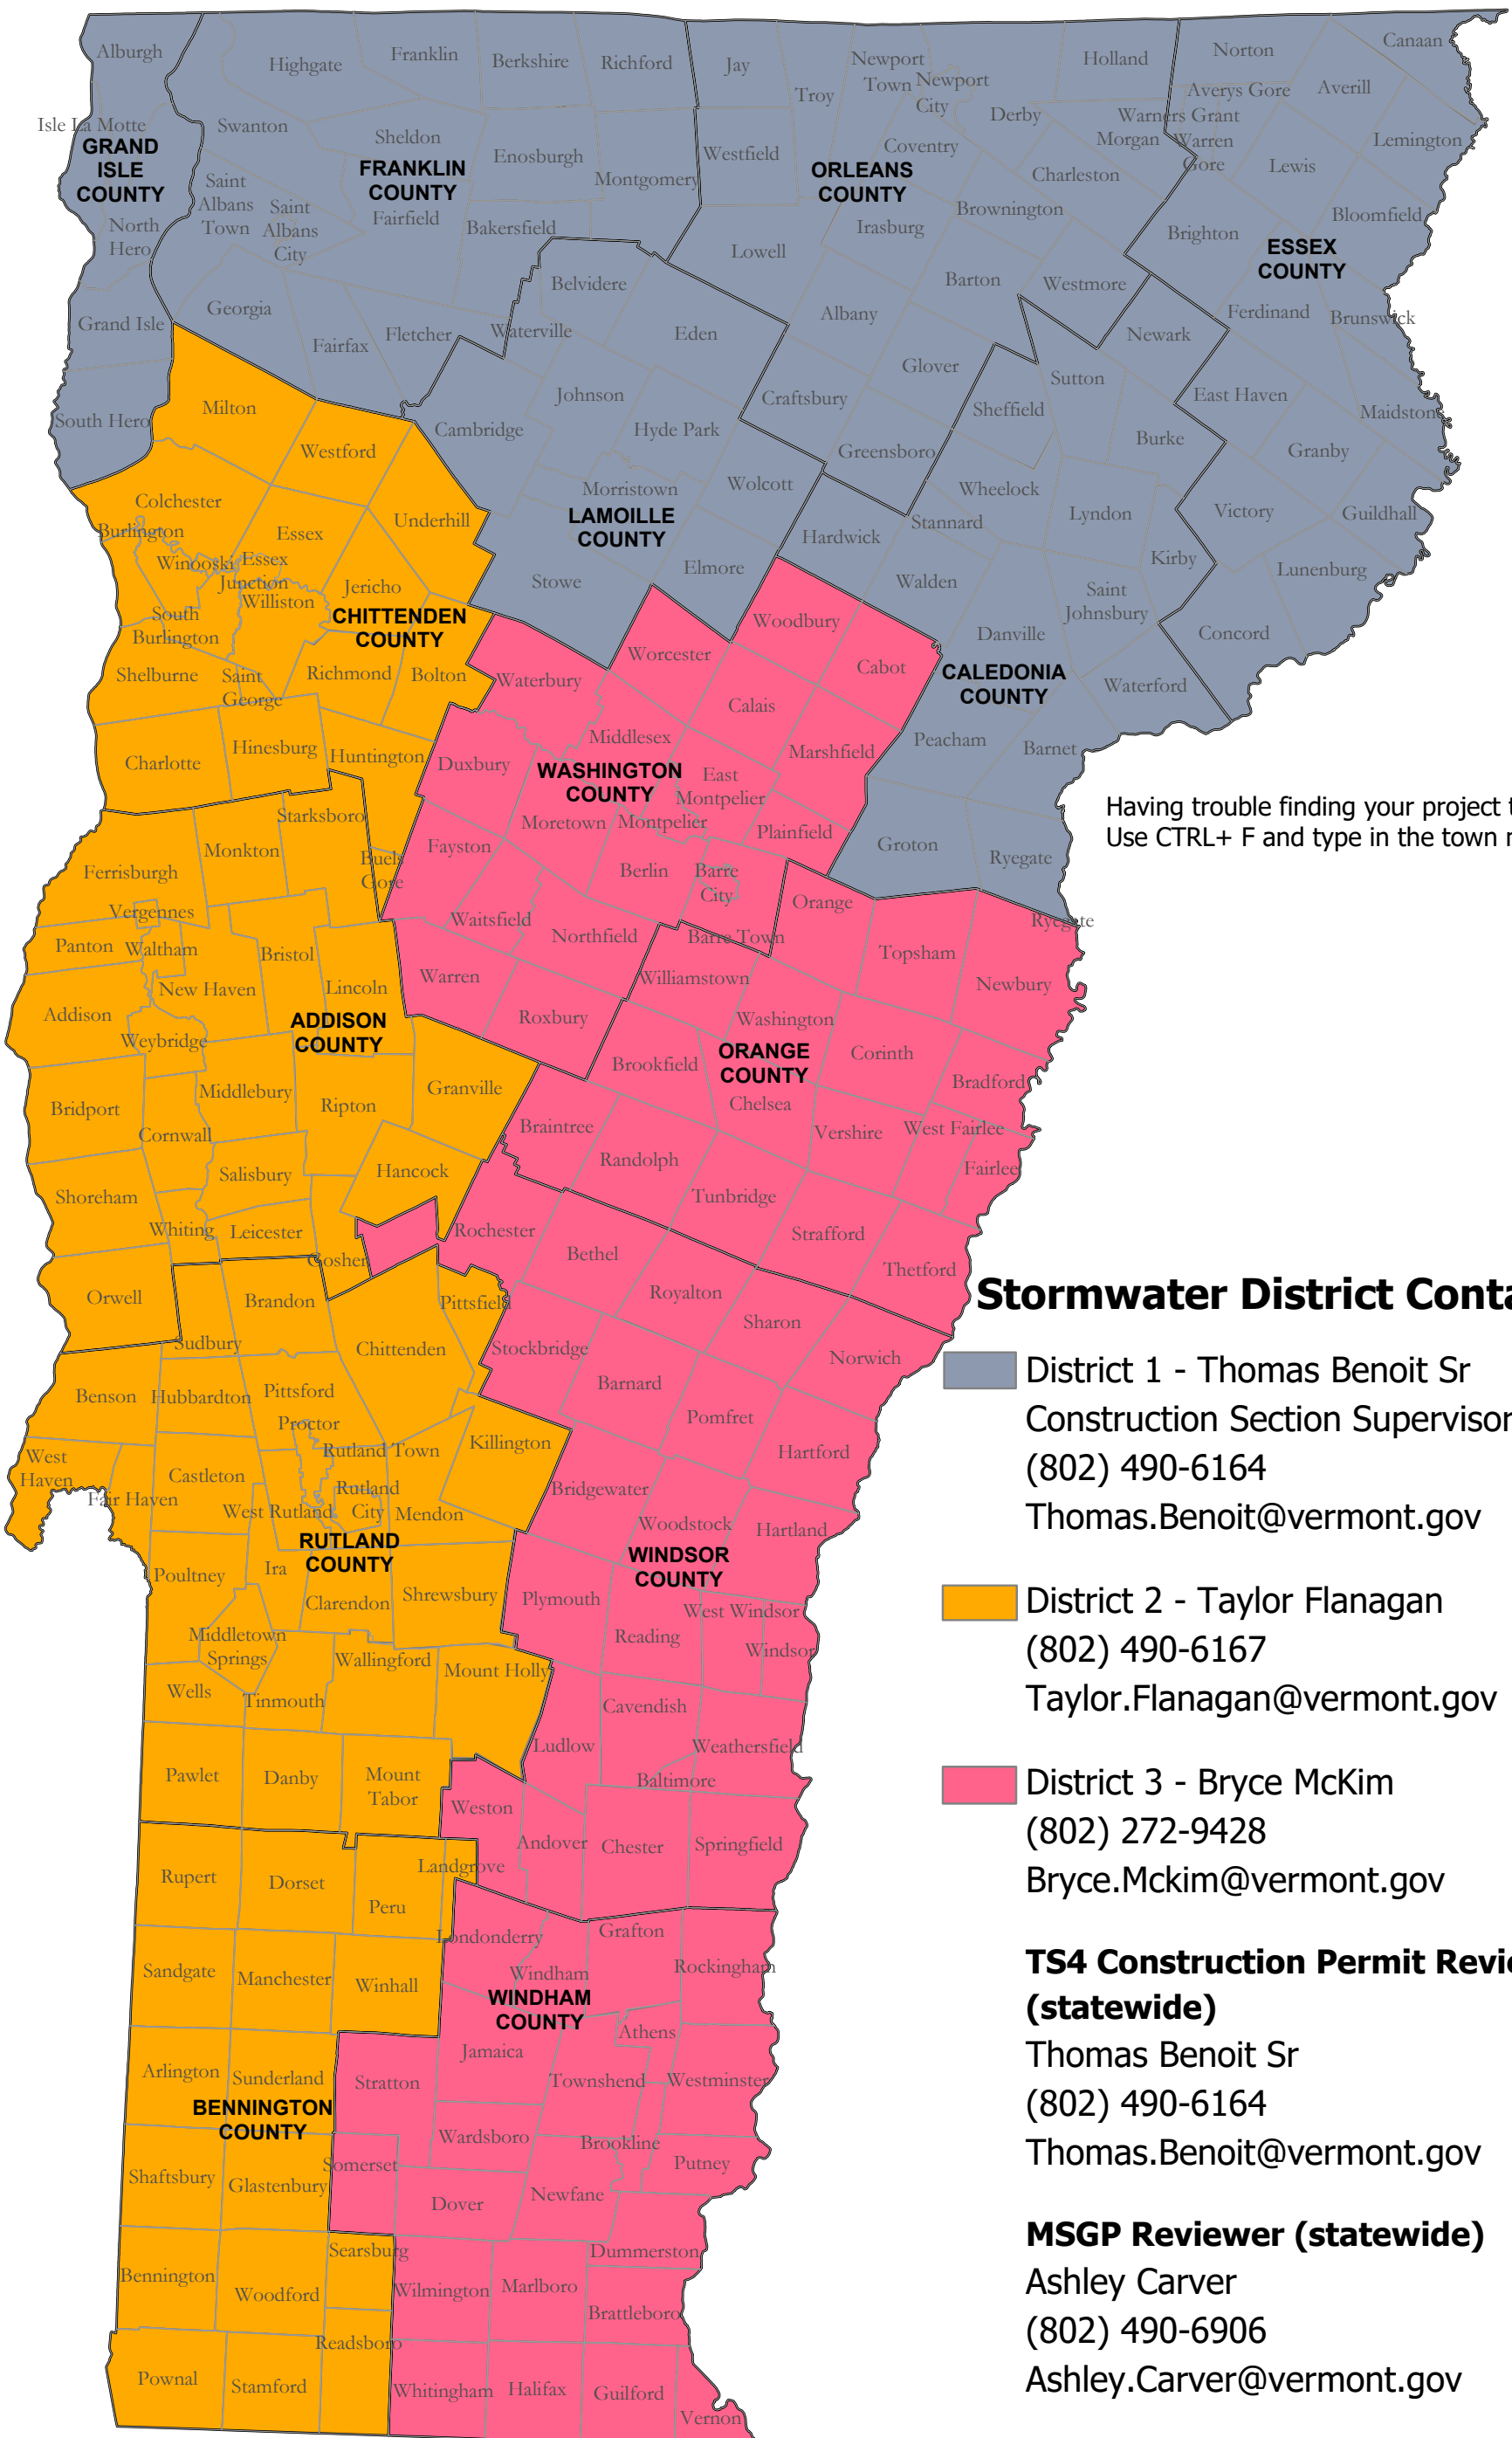 Alburgh
Highgate
Franklin
Berkshire
Richford
Jay
Troy
Newport
Town
Newport
City
Holland
Norton
Canaan
Derby
Averys Gore
Averill
Warners Grant
Morgan
Warren
Gore
Lewis
Lemington
Isle La Motte
GRAND
ISLE
COUNTY
Swanton
Sheldon
FRANKLIN
COUNTY
Enosburgh
Montgomery
Westfield
Coventry
ORLEANS
COUNTY
Charleston
Saint
Albans
Town
Saint
Albans
City
Fairfield
Bakersfield
Brownington
Irasburg
Bloomfield
Brighton
ESSEX
COUNTY
North
Hero
Lowell
Barton
Westmore
Belvidere
Grand Isle
Georgia
Fairfax
Fletcher
Waterville
Eden
Albany
Newark
Ferdinand
Brunswick
Glover
Sutton
South Hero
Milton
Westford
Cambridge
Johnson
Hyde Park
Craftsbury
Sheffield
East Haven
Maidstone
Burke
Granby
Greensboro
Colchester
Burlington
Essex
Underhill
Morristown
LAMOILLE
COUNTY
Wolcott
Wheelock
Stannard
Hardwick
Lyndon
Victory
Guildhall
Winooski
Essex
Junction
Williston
Jericho
CHITTENDEN
COUNTY
Stowe
Elmore
Walden
Kirby
Lunenburg
Saint
Johnsbury
South
Burlington
Woodbury
Danville
Concord
Shelburne
Saint
George
Richmond
Bolton
Waterbury
Worcester
Cabot
CALEDONIA
COUNTY
Waterford
Calais
Charlotte
Hinesburg
Huntington
Duxbury
Middlesex
Marshfield
Peacham
Barnet
WASHINGTON
COUNTY
East
Montpelier
Moretown
Montpelier
Plainfield
Having trouble finding your project t
Use CTRL+ F and type in the town
Groton
Ryegate
Starksboro
Monkton
Ferrisburgh
Buels
Gore
Fayston
Berlin
Barre
City
Orange
Vergennes
Panton
Waltham
Bristol
Waitsfield
Northfield
Barre Town
Ryegate
Topsham
New Haven
Lincoln
Warren
Williamstown
Newbury
Addison
Weybridge
ADDISON
COUNTY
Roxbury
Washington
Brookfield
ORANGE
COUNTY
Corinth
Bradford
Bridport
Middlebury
Ripton
Granville
Chelsea
Cornwall
Braintree
Vershire
West Fairlee
Salisbury
Hancock
Randolph
Fairlee
Shoreham
Tunbridge
Whiting
Leicester
Rochester
Strafford
Goshen
Bethel
Thetford
Orwell
Brandon
Pittsfield
Royalton
Stormwater District Conta
Sudbury
Chittenden
Stockbridge
Sharon
Norwich
Benson
Hubbardton
Pittsford
Barnard
District 1 - Thomas Benoit Sr
Construction Section Supervisor
(802) 490-6164
Thomas.Benoit@vermont.gov
Proctor
Pomfret
West
Haven
Rutland Town
Killington
Hartford
Castleton
Fair Haven
Rutland
City
West Rutland
Mendon
Bridgewater
Woodstock
Hartland
RUTLAND
COUNTY
WINDSOR
COUNTY
Poultney
Ira
Clarendon
Shrewsbury
Plymouth
West Windsor
District 2 - Taylor Flanagan
(802) 490-6167
Taylor.Flanagan@vermont.gov
Middletown
Springs
Wallingford
Mount Holly
Reading
Windsor
Wells
Tinmouth
Cavendish
Ludlow
Weathersfield
Pawlet
Danby
Mount
Tabor
Baltimore
Weston
Andover
Chester
Springfield
District 3 - Bryce McKim
(802) 272-9428
Bryce.Mckim@vermont.gov
Rupert
Dorset
Landgrove
Peru
Londonderry
Grafton
Sandgate
Manchester
Winhall
Windham
Rockingham
WINDHAM
COUNTY
TS4 Construction Permit Revie
(statewide)
Thomas Benoit Sr
(802) 490-6164
Thomas.Benoit@vermont.gov
Athens
Jamaica
Arlington
Sunderland
Stratton
Townshend
Westminster
BENNINGTON
COUNTY
Wardsboro
Brookline
Somerset
Putney
Shaftsbury
Glastenbury
Dover
Newfane
Searsburg
Dummerston
MSGP Reviewer (statewide)
Ashley Carver
(802) 490-6906
Ashley.Carver@vermont.gov
Bennington
Woodford
Wilmington
Marlboro
Brattleboro
Readsboro
Pownal
Stamford
Whitingham
Halifax
Guilford
Vernon